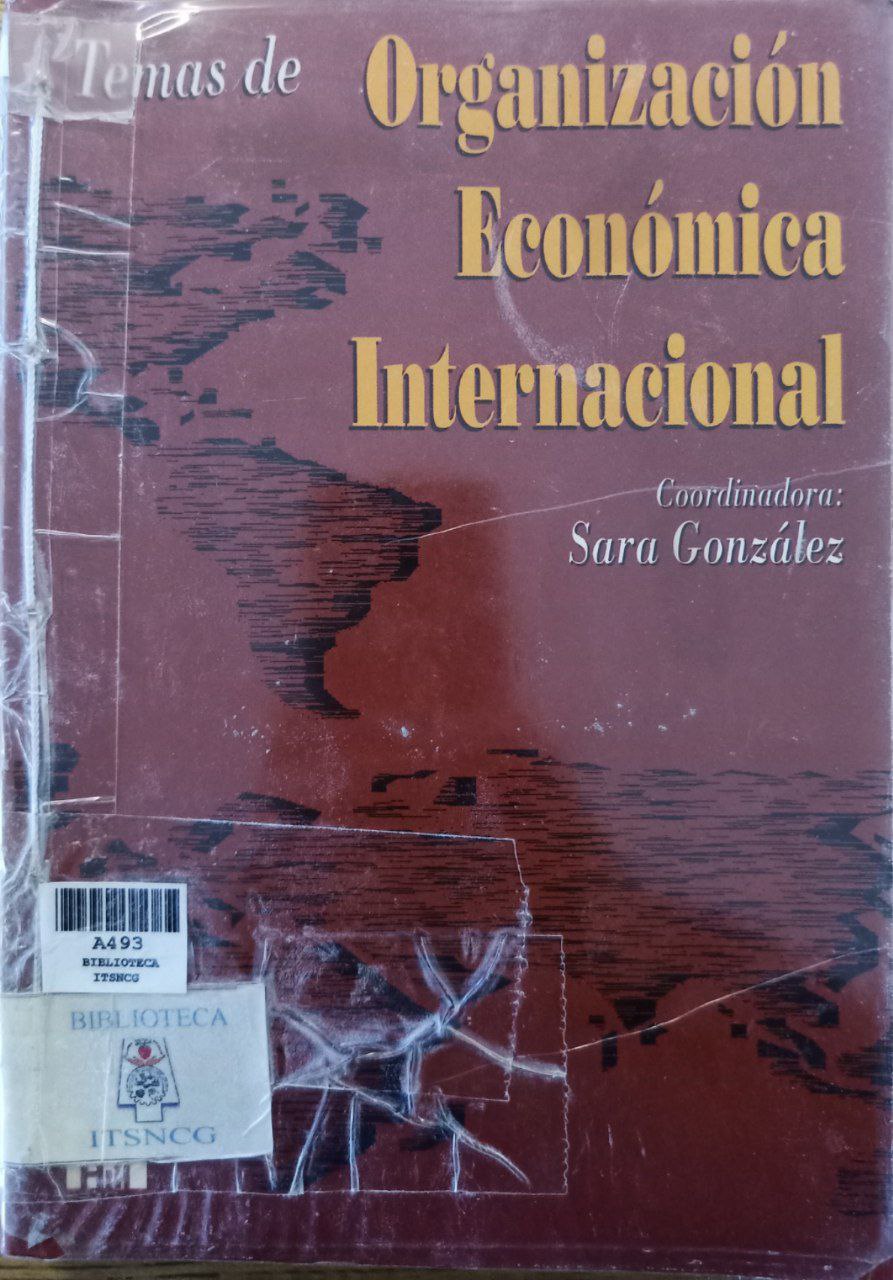 Temas de
Organización
Económica
Internacional
Coordinadora:
Sara González
A493
BIBLIOTECA
ITSNCG
BIBLIOTECA
ITSNCG